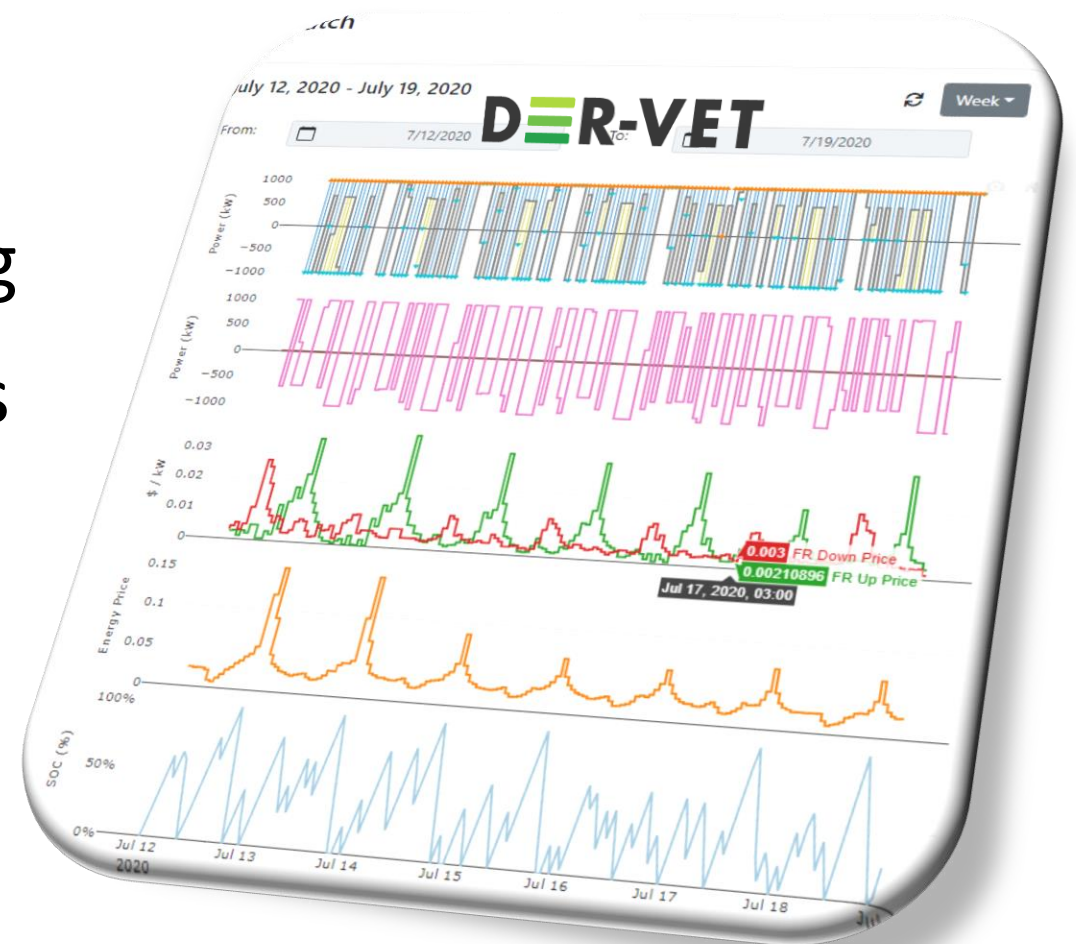 tch
July 12, 2020 - July 19, 2020
Week
DER-VET
From:
7/12/2020
To:
7/19/2020
1000
500
0
−500
−1000
Power (kW)
1000
500
0
−500
−1000
Power (kW)
0.03
0.02
0.01
0
$ / kW
0.003 FR Down Price
0.00210896 FR Up Price
Jul 17, 2020, 03:00
0.15
0.1
0.05
0
Energy Price
100%
50%
0%
SOC (%)
Jul 12
2020
Jul 13
Jul 14
Jul 15
Jul 16
Jul 17
Jul 18
g
s